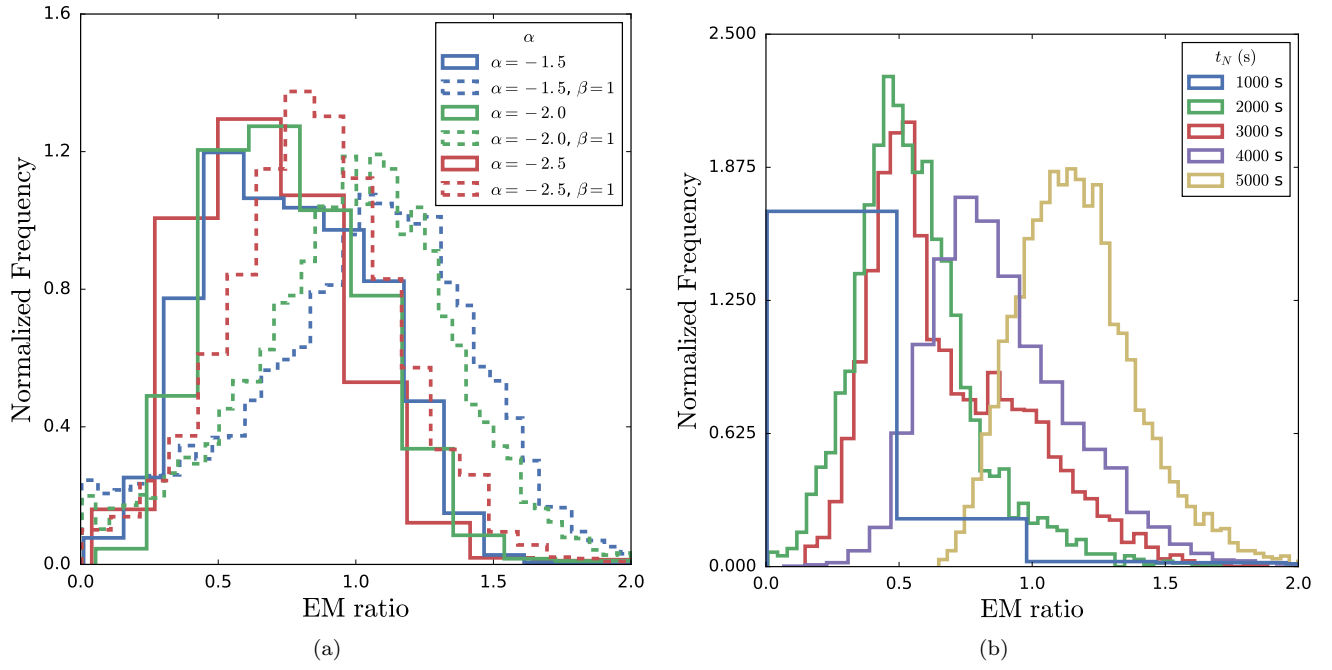 1.6
1.2
0.8
0.4
0.0
0.0 0.5 1.0 1.5 2.0
Normalized Frequency
EM ratio
α
α = −1.5
α = −1.5, β = 1
α = −2.0
α = −2.0, β = 1
α = −2.5
α = −2.5, β = 1
(a)
2.500
1.875
1.250
0.625
0.000
0.0 0.5 1.0 1.5 2.0
Normalized Frequency
EM ratio
t_N (s)
1000 s
2000 s
3000 s
4000 s
5000 s
(b)